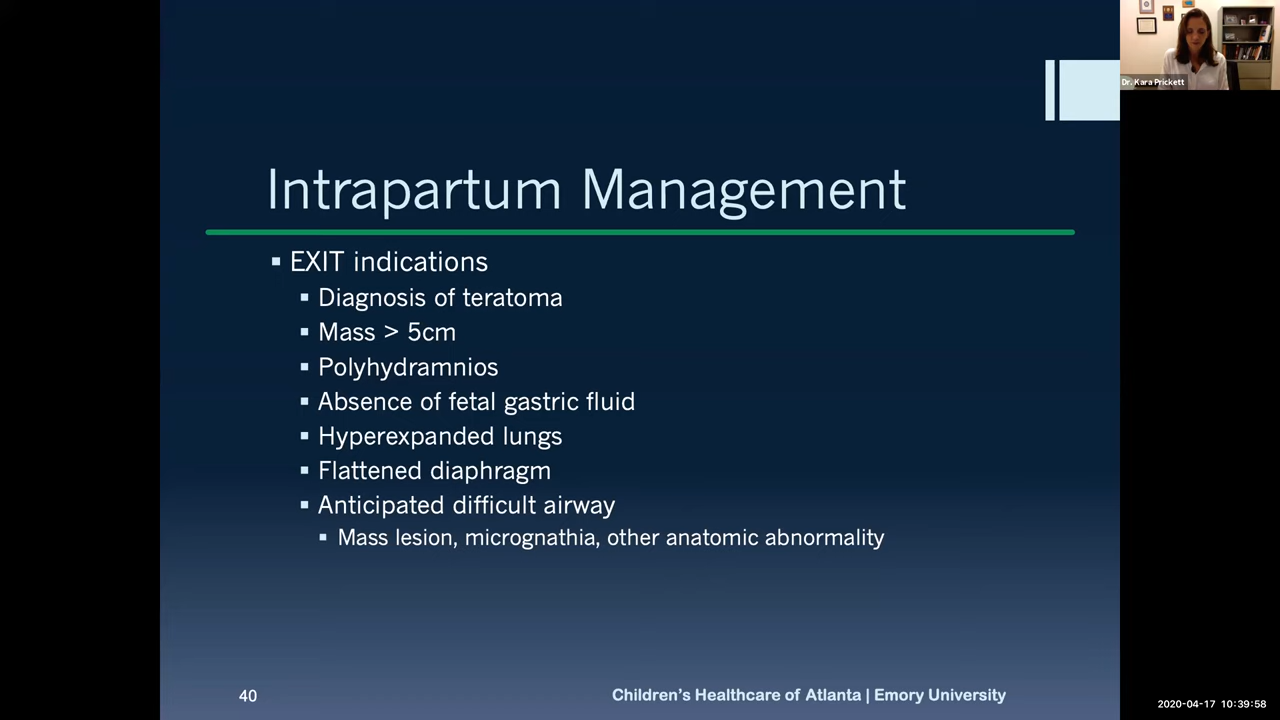 Dr. Kara Prickett
Intrapartum Management
▪ EXIT indications
▪ Diagnosis of teratoma
▪ Mass > 5cm
▪ Polyhydramnios
▪ Absence of fetal gastric fluid
▪ Hyperexpanded lungs
▪ Flattened diaphragm
▪ Anticipated difficult airway
▪ Mass lesion, micrognathia, other anatomic abnormality
40
Children's Healthcare of Atlanta | Emory University
2020-04-17 10:39:58